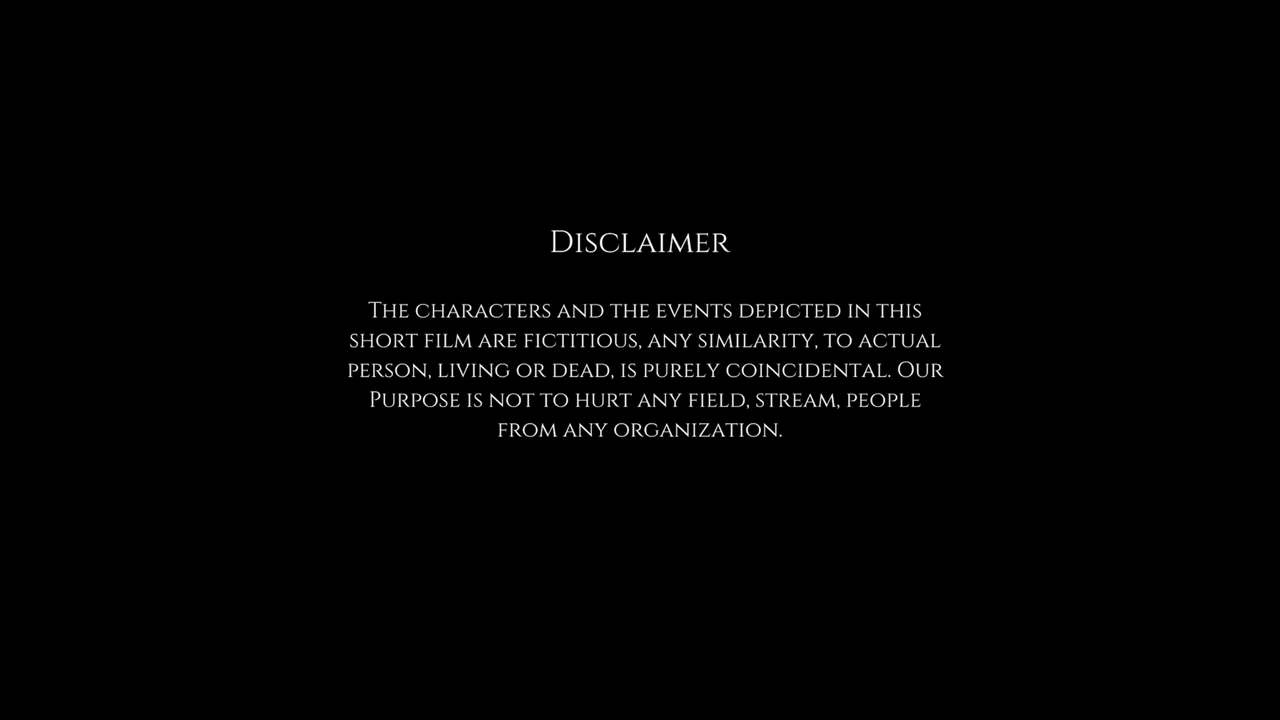 Disclaimer
The characters and the events depicted in this
short film are fictitious, any similarity, to actual
person, living or dead, is purely coincidental. Our
Purpose is not to hurt any field, stream, people
from any organization.